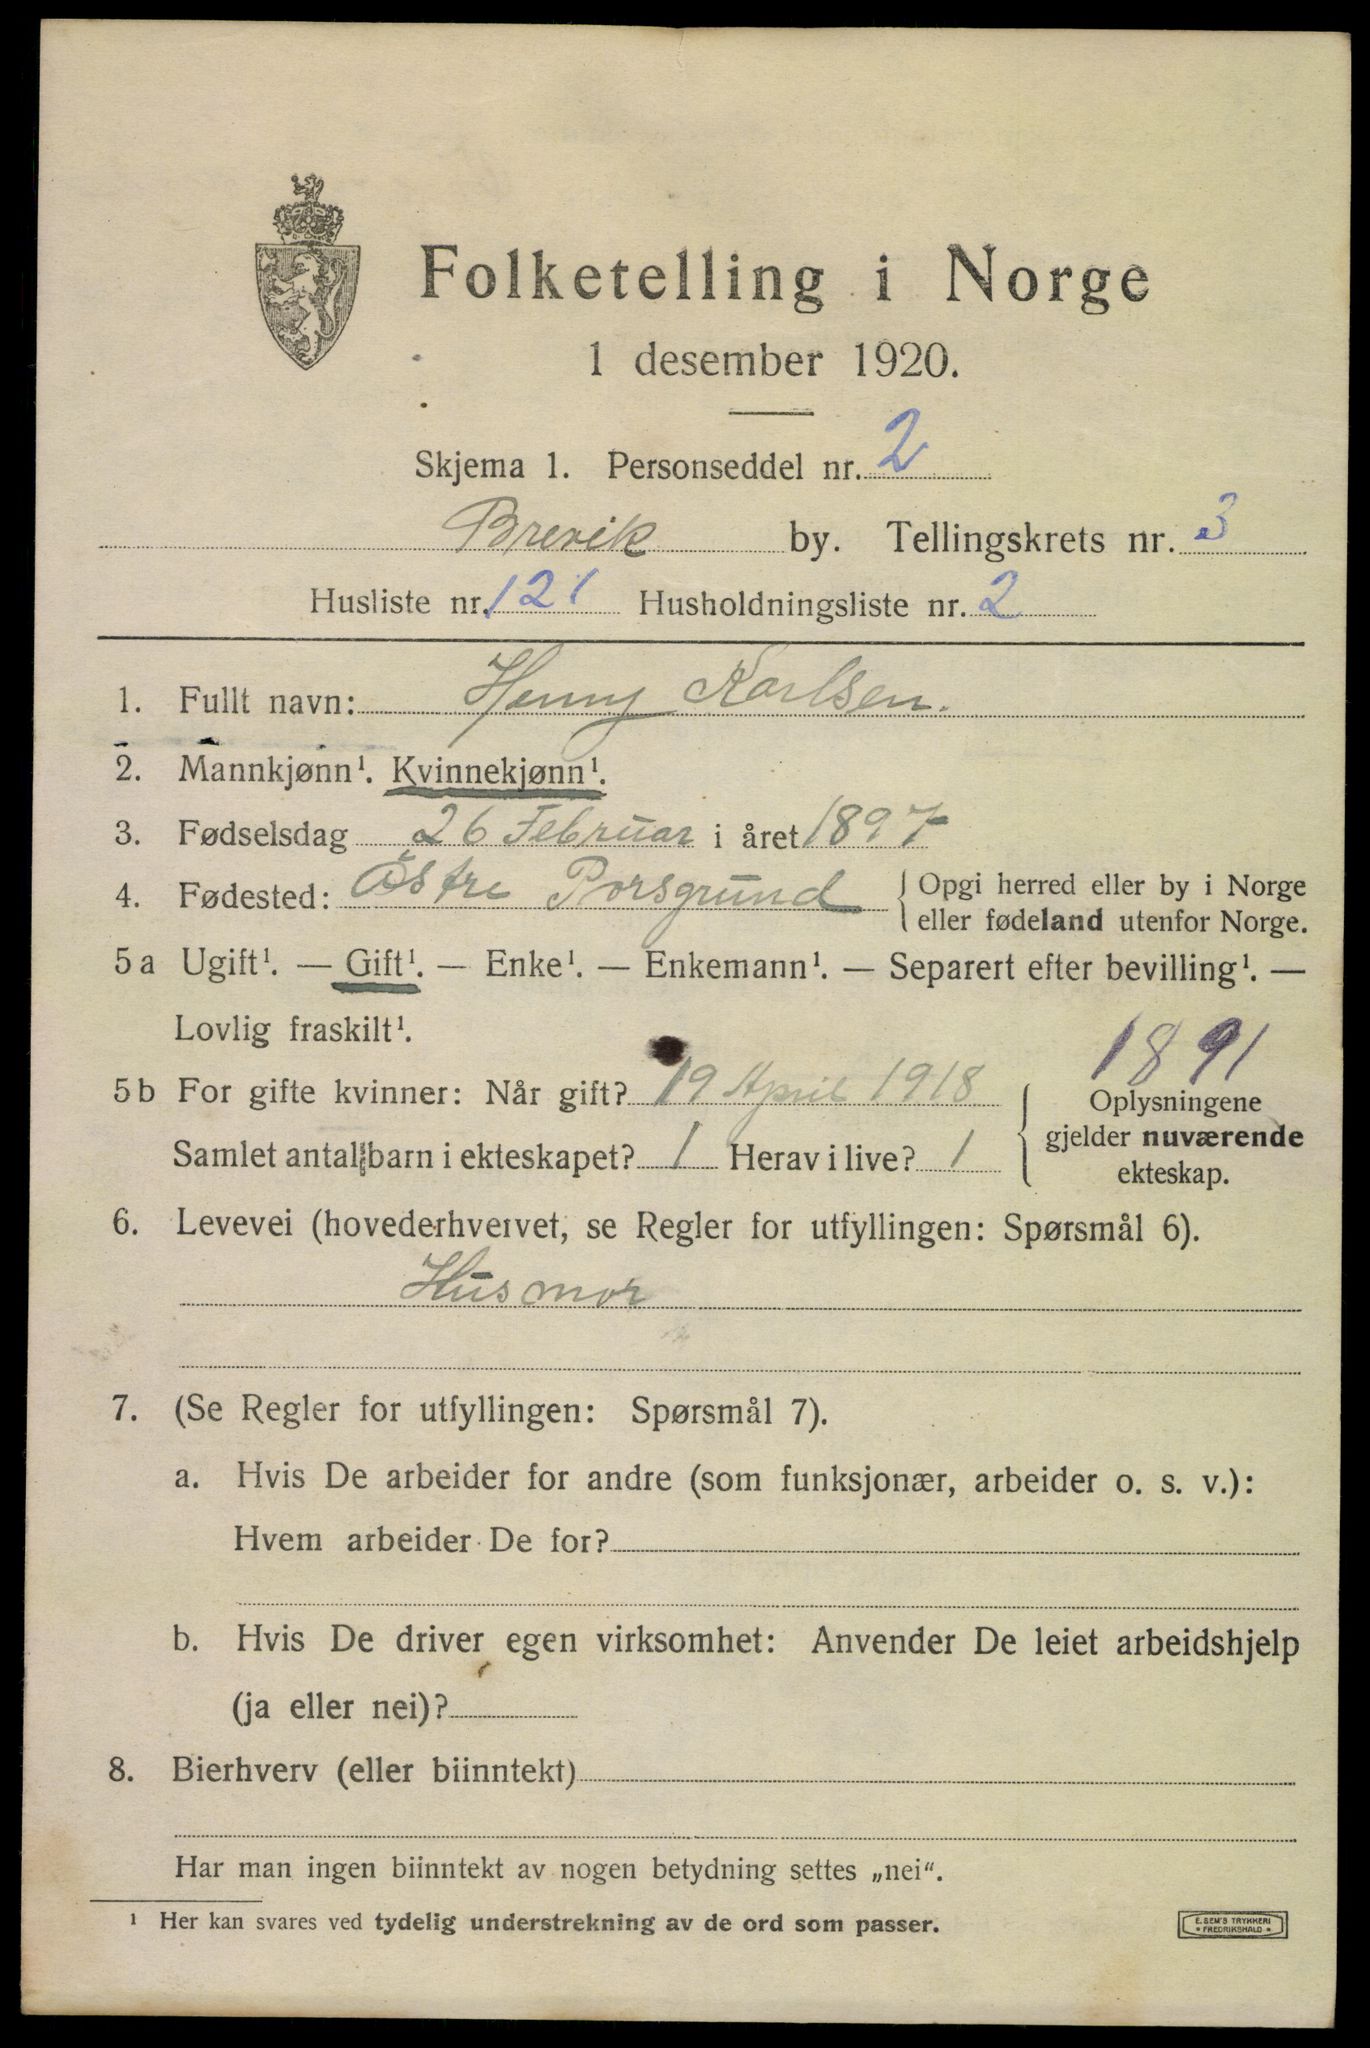 Folketelling i Norge
1 desember 1920.
Skjema 1. Personseddel nr. 2
Brevik by. Tellingskrets nr. 3
Husliste nr. 121 Husholdningsliste nr. 2
1. Fullt navn: Henny Karlsen.
2. Mannkjønn¹. Kvinnekjønn¹.
3. Fødselsdag 26 Februar i året 1897
4. Fødested: Östre Porsgrund { Opgi herred eller by i Norge
eller fødeland utenfor Norge.
5a Ugift¹. — Gift¹. — Enke¹. — Enkemann¹. — Separert efter bevilling¹. —
Lovlig fraskilt¹.
1891
5b For gifte kvinner: Når gift? 19 April 1918
Samlet antal barn i ekteskapet? 1 Herav i live? 1
Oplysningene
gjelder nuværende
ekteskap.
6. Levevei (hovederhvervet, se Regler for utfyllingen: Spørsmål 6).
Husmor
7. (Se Regler for utfyllingen: Spørsmål 7).
a. Hvis De arbeider for andre (som funksjonær, arbeider o. s. v.):
Hvem arbeider De for?
b. Hvis De driver egen virksomhet: Anvender De leiet arbeidshjelp
(ja eller nei)?
8. Bierhverv (eller biinntekt)
Har man ingen biinntekt av nogen betydning settes „nei“.
¹ Her kan svares ved tydelig understrekning av de ord som passer.
E. SEM'S TRYKKERI
* FREDRIKSHALD *